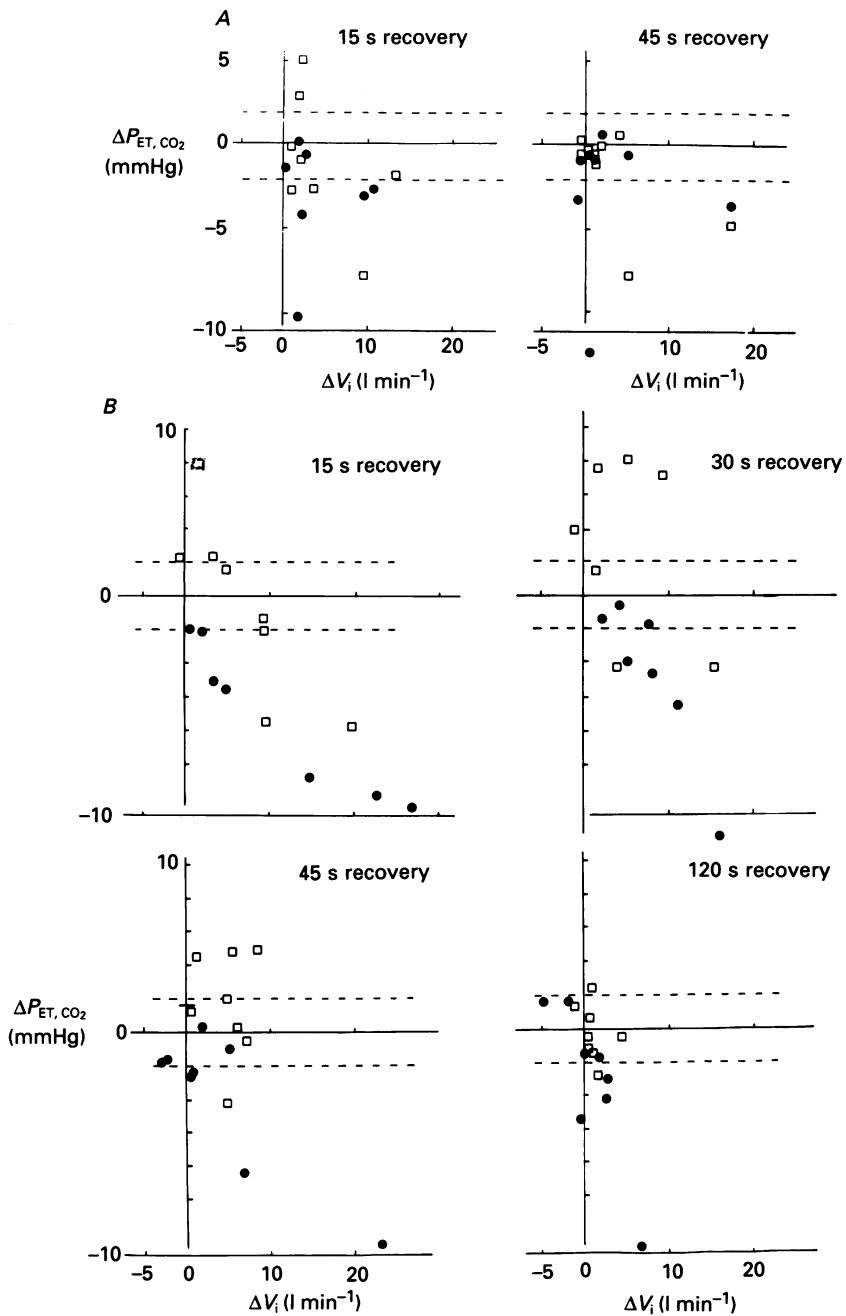 A
15 s recovery
45 s recovery
5
ΔP_ET, CO₂
(mmHg)
0
−5
−10
−5 0 10 20
ΔV_i (l min⁻¹)
−5 0 10 20
ΔV_i (l min⁻¹)
B
10
15 s recovery
30 s recovery
0
−10
10
45 s recovery
120 s recovery
ΔP_ET, CO₂
(mmHg)
0
−10
−5 0 10 20
ΔV_i (l min⁻¹)
−5 0 10 20
ΔV_i (l min⁻¹)